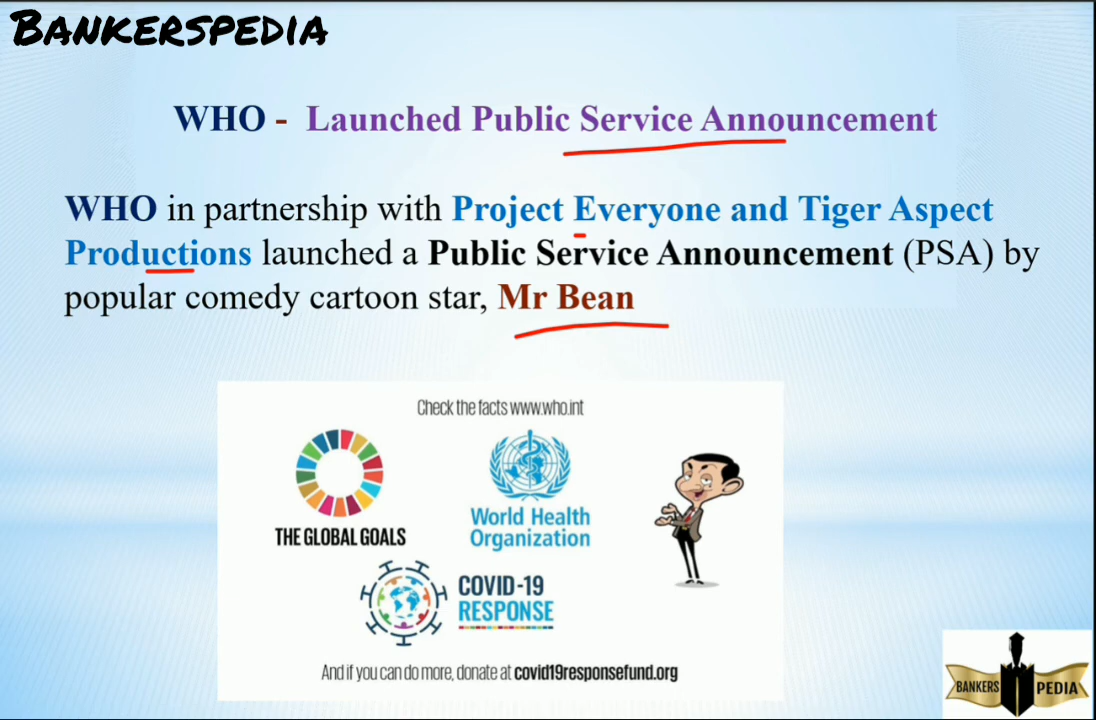 BANKERSPEDIA
WHO - Launched Public Service Announcement
WHO in partnership with Project Everyone and Tiger Aspect
Productions launched a Public Service Announcement (PSA) by
popular comedy cartoon star, Mr Bean
Check the facts www.who.int
THE GLOBAL GOALS
World Health
Organization
COVID-19
RESPONSE
And if you can do more, donate at covid19responsefund.org
BANKERS PEDIA